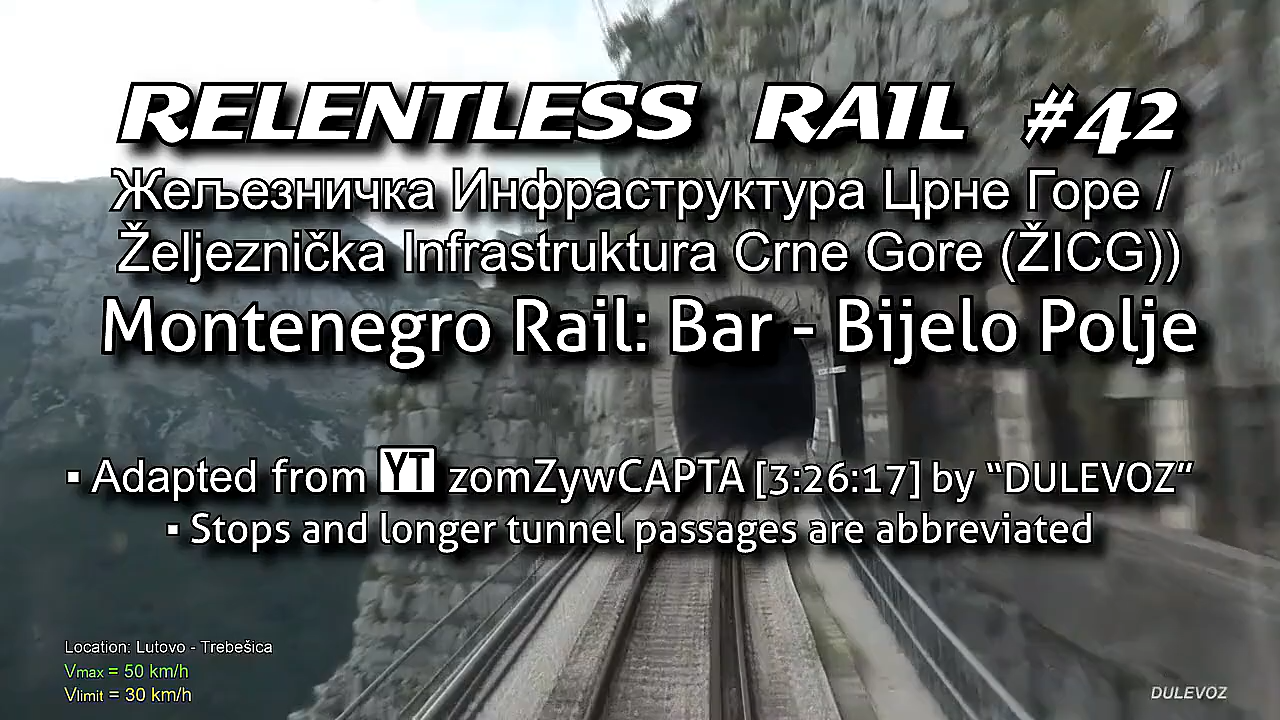 RELENTLESS RAIL #42
Жељезничка Инфраструктура Црне Горе /
Željeznička Infrastruktura Crne Gore (ŽICG))
Montenegro Rail: Bar - Bijelo Polje
▪ Adapted from YT zomZywCAPTA [3:26:17] by “DULEVOZ”
▪ Stops and longer tunnel passages are abbreviated
Location: Lutovo - Trebešica
Vmax = 50 km/h
Vlimit = 30 km/h
DULEVOZ